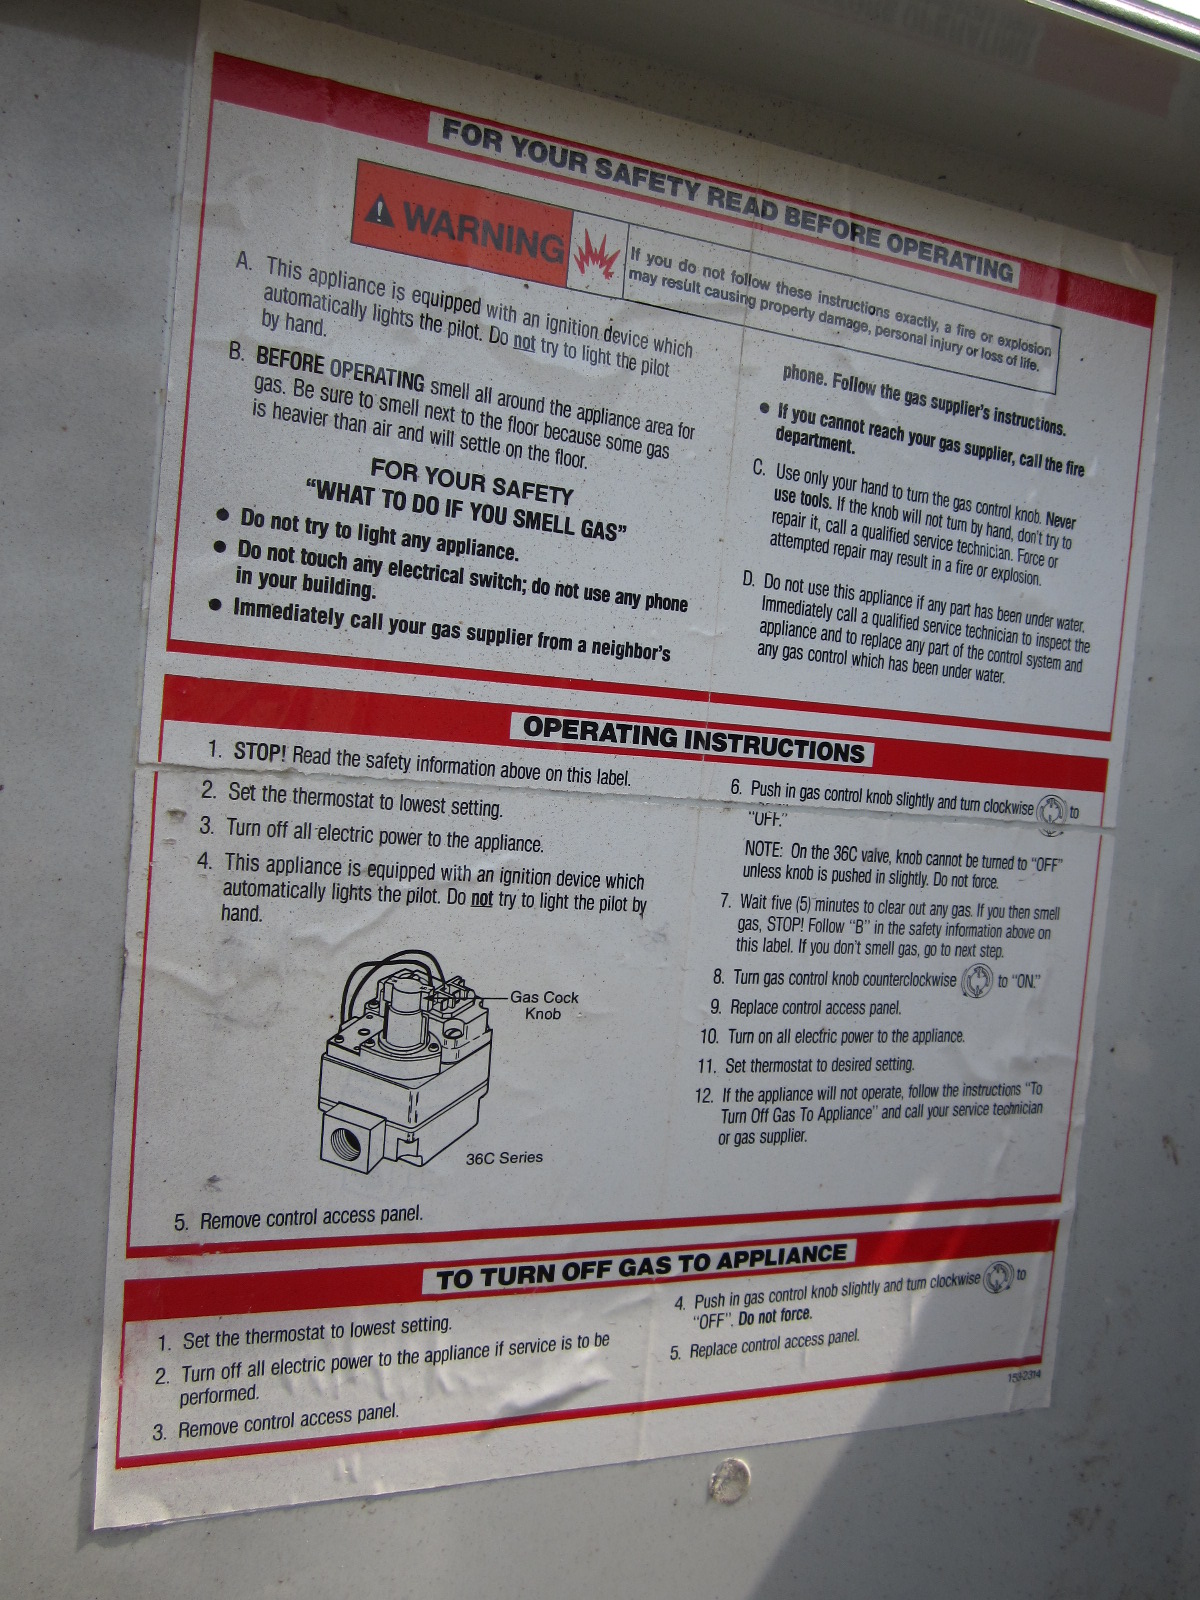 FOR YOUR SAFETY READ BEFORE OPERATING
WARNING
If you do not follow these instructions exactly, a fire or explosion
may result causing property damage, personal injury or loss of life.
A. This appliance is equipped with an ignition device which
automatically lights the pilot. Do not try to light the pilot
by hand.
B. BEFORE OPERATING smell all around the appliance area for
gas. Be sure to smell next to the floor because some gas
is heavier than air and will settle on the floor.
FOR YOUR SAFETY
"WHAT TO DO IF YOU SMELL GAS"
● Do not try to light any appliance.
● Do not touch any electrical switch; do not use any phone
in your building.
● Immediately call your gas supplier from a neighbor's
phone. Follow the gas supplier's instructions.
● If you cannot reach your gas supplier, call the fire
department.
C. Use only your hand to turn the gas control knob. Never
use tools. If the knob will not turn by hand, don't try to
repair it, call a qualified service technician. Force or
attempted repair may result in a fire or explosion.
D. Do not use this appliance if any part has been under water.
Immediately call a qualified service technician to inspect the
appliance and to replace any part of the control system and
any gas control which has been under water.
OPERATING INSTRUCTIONS
1. STOP! Read the safety information above on this label.
2. Set the thermostat to lowest setting.
3. Turn off all electric power to the appliance.
4. This appliance is equipped with an ignition device which
automatically lights the pilot. Do not try to light the pilot by
hand.
Gas Cock
Knob
36C Series
5. Remove control access panel.
6. Push in gas control knob slightly and turn clockwise to
"OFF."
NOTE: On the 36C valve, knob cannot be turned to "OFF"
unless knob is pushed in slightly. Do not force.
7. Wait five (5) minutes to clear out any gas. If you then smell
gas, STOP! Follow "B" in the safety information above on
this label. If you don't smell gas, go to next step.
8. Turn gas control knob counterclockwise to "ON."
9. Replace control access panel.
10. Turn on all electric power to the appliance.
11. Set thermostat to desired setting.
12. If the appliance will not operate, follow the instructions "To
Turn Off Gas To Appliance" and call your service technician
or gas supplier.
TO TURN OFF GAS TO APPLIANCE
1. Set the thermostat to lowest setting.
2. Turn off all electric power to the appliance if service is to be
performed.
3. Remove control access panel.
4. Push in gas control knob slightly and turn clockwise to
"OFF". Do not force.
5. Replace control access panel.